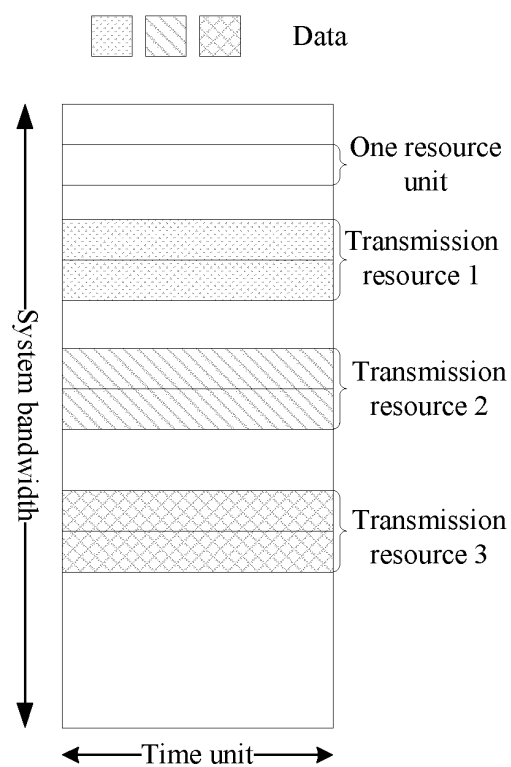 Data
One resource
unit
Transmission
resource 1
System bandwidth
Transmission
resource 2
Transmission
resource 3
Time unit